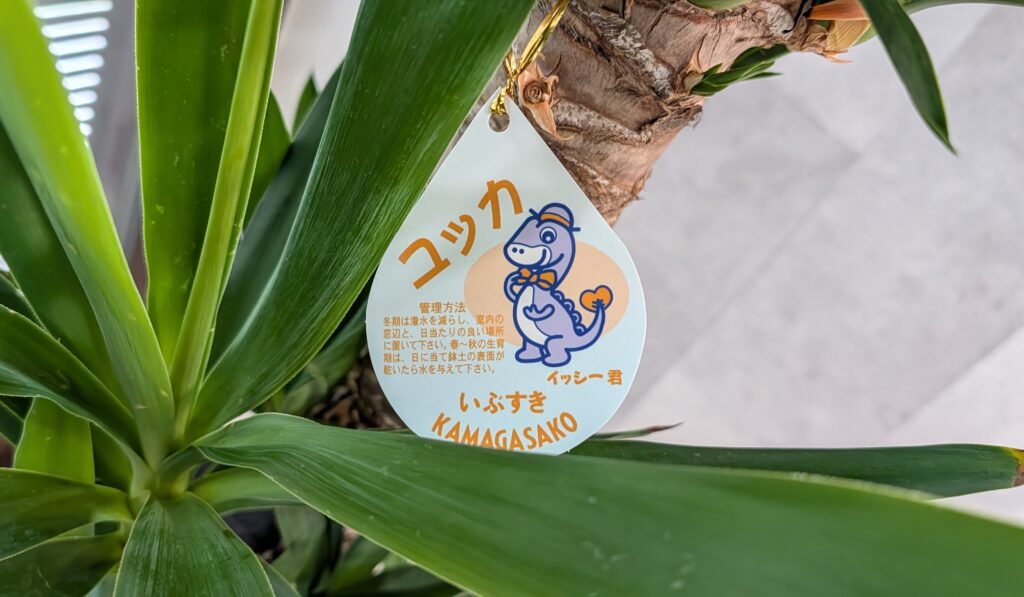 ユッカ
管理方法
冬期は潅水を減らし、室内の
窓辺と、日当たりの良い場所
に置いて下さい。春～秋の生育
期は、日に当て鉢土の表面が
乾いたら水を与えて下さい。
イッシー君
いぶすき
KAMAGASAKO